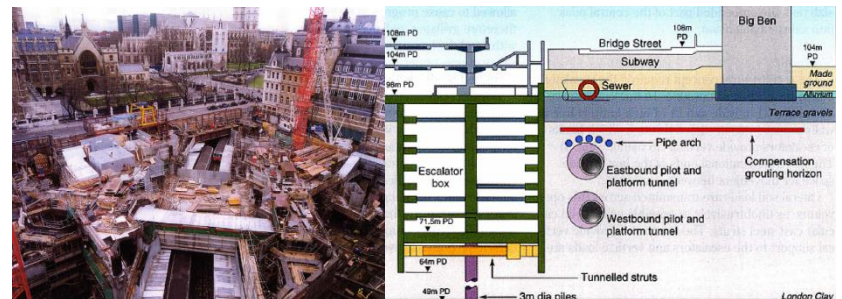 Big Ben
108m
PD
Bridge Street
108m
PD
104m
PD
Subway
104m
PD
Made
ground
98m
PD
Sewer
Alluvium
Terrace gravels
Pipe arch
Compensation
grouting horizon
Escalator
box
Eastbound pilot and
platform tunnel
Westbound pilot and
platform tunnel
71.5m PD
64m
PD
Tunnelled struts
49m PD
3m dia piles
London Clay